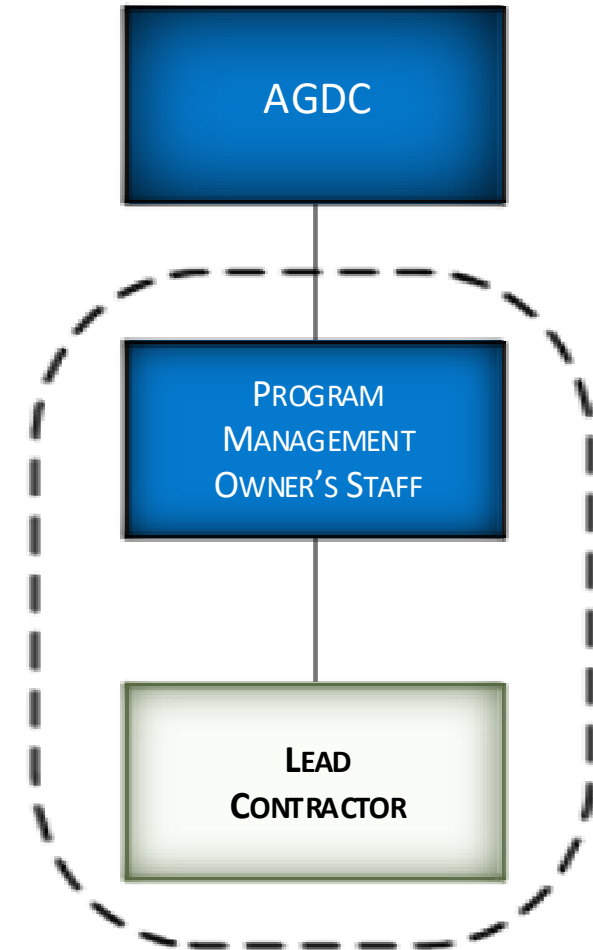 AGDC
PROGRAM
MANAGEMENT
OWNER'S STAFF
LEAD
CONTRACTOR